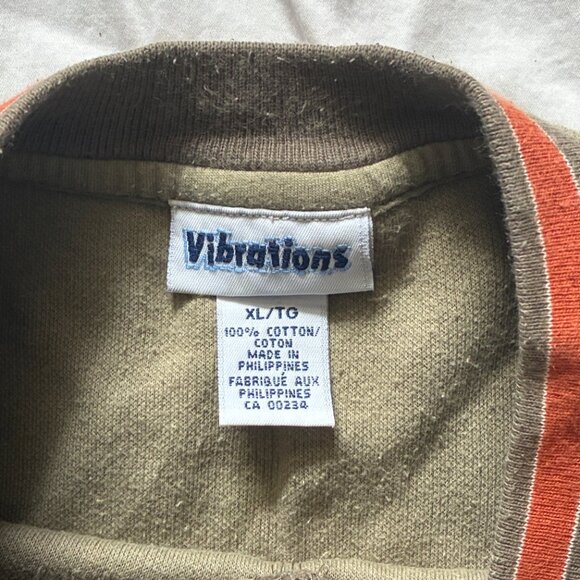 Vibrations
XL/TG
100% COTTON/
COTON
MADE IN
PHILIPPINES
FABRIQUÉ AUX
PHILIPPINES
CA 00234